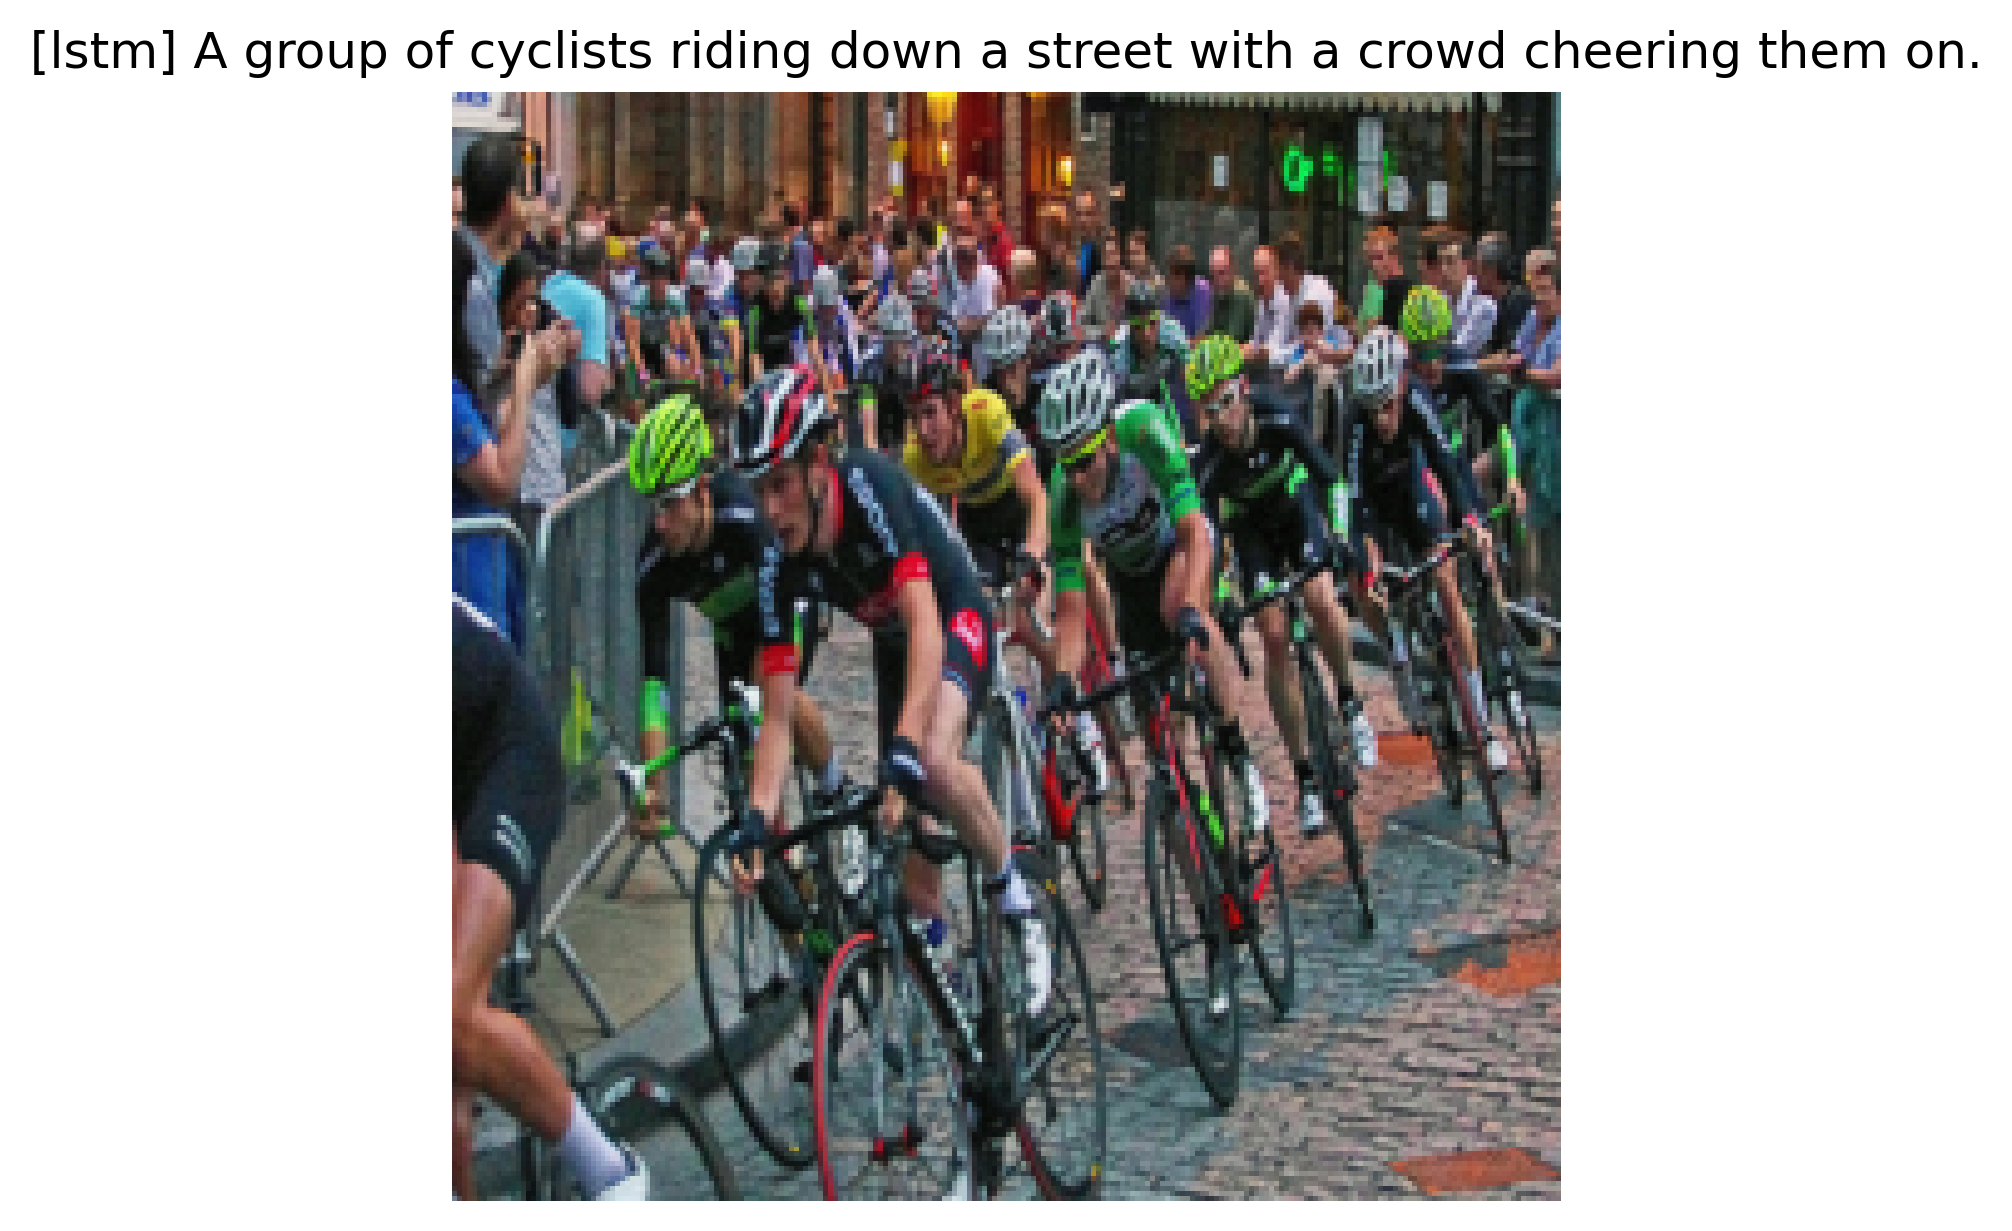 [lstm] A group of cyclists riding down a street with a crowd cheering them on.